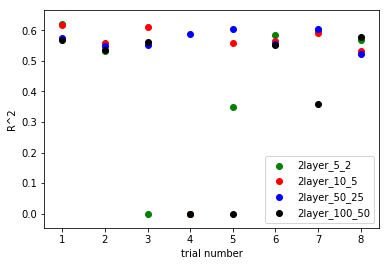 0.6
0.5
0.4
0.3
0.2
0.1
0.0
R^2
1 2 3 4 5 6 7 8
trial number
2layer_5_2
2layer_10_5
2layer_50_25
2layer_100_50